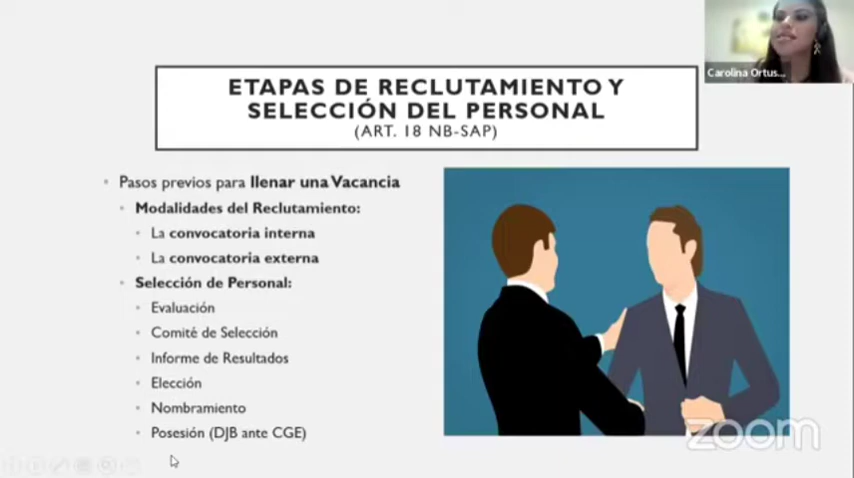 Carolina Ortus...
ETAPAS DE RECLUTAMIENTO Y
SELECCIÓN DEL PERSONAL
(ART. 18 NB-SAP)
• Pasos previos para llenar una Vacancia
• Modalidades del Reclutamiento:
• La convocatoria interna
• La convocatoria externa
• Selección de Personal:
• Evaluación
• Comité de Selección
• Informe de Resultados
• Elección
• Nombramiento
• Posesión (DJB ante CGE)
zoom